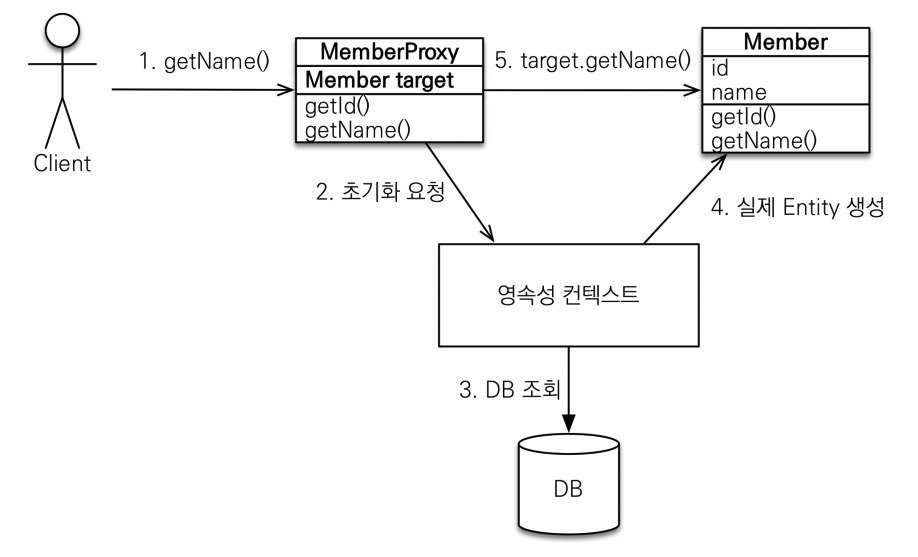 1. getName()
MemberProxy
Member target
getId()
getName()
5. target.getName()
Member
id
name
getId()
getName()
Client
2. 초기화 요청
4. 실제 Entity 생성
영속성 컨텍스트
3. DB 조회
DB